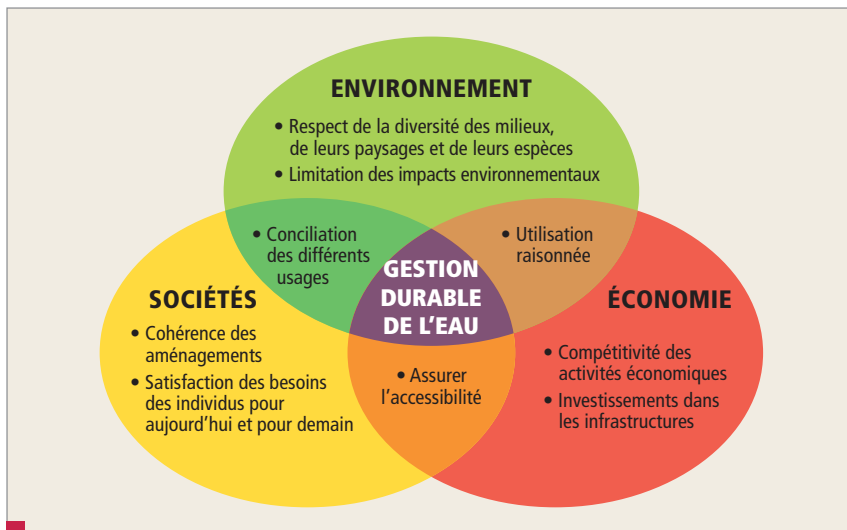 ENVIRONNEMENT
• Respect de la diversité des milieux,
de leurs paysages et de leurs espèces
• Limitation des impacts environnementaux
• Conciliation
des différents
usages
• Utilisation
raisonnée
GESTION
DURABLE
DE L'EAU
SOCIÉTÉS
• Cohérence des
aménagements
• Satisfaction des besoins
des individus pour
aujourd'hui et pour demain
• Assurer
l'accessibilité
ÉCONOMIE
• Compétitivité des
activités économiques
• Investissements dans
les infrastructures